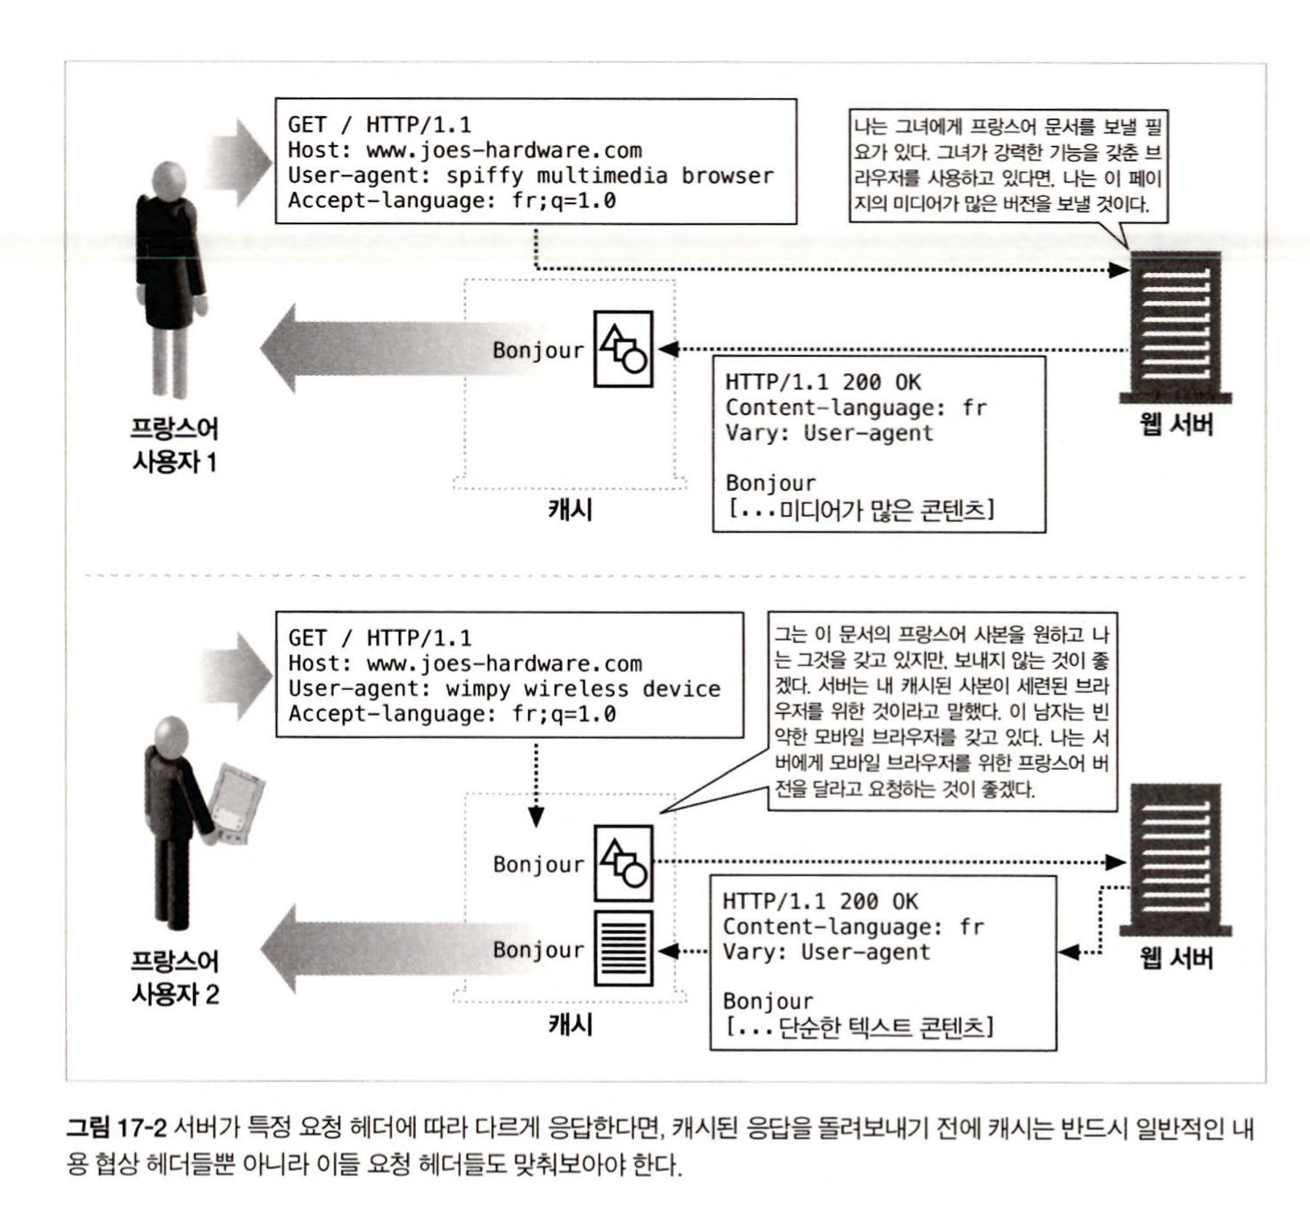 GET / HTTP/1.1
Host: www.joes-hardware.com
User-agent: spiffy multimedia browser
Accept-language: fr;q=1.0
나는 그녀에게 프랑스어 문서를 보낼 필
요가 있다. 그녀가 강력한 기능을 갖춘 브
라우저를 사용하고 있다면, 나는 이 페이
지의 미디어가 많은 버전을 보낼 것이다.
Bonjour
HTTP/1.1 200 OK
Content-language: fr
Vary: User-agent
Bonjour
[...미디어가 많은 콘텐츠]
프랑스어
사용자 1
캐시
웹 서버
GET / HTTP/1.1
Host: www.joes-hardware.com
User-agent: wimpy wireless device
Accept-language: fr;q=1.0
그는 이 문서의 프랑스어 사본을 원하고 나
는 그것을 갖고 있지만, 보내지 않는 것이 좋
겠다. 서버는 내 캐시된 사본이 세련된 브라
우저를 위한 것이라고 말했다. 이 남자는 빈
약한 모바일 브라우저를 갖고 있다. 나는 서
버에게 모바일 브라우저를 위한 프랑스어 버
전을 달라고 요청하는 것이 좋겠다.
Bonjour
Bonjour
HTTP/1.1 200 OK
Content-language: fr
Vary: User-agent
Bonjour
[...단순한 텍스트 콘텐츠]
프랑스어
사용자 2
캐시
웹 서버
그림 17-2 서버가 특정 요청 헤더에 따라 다르게 응답한다면, 캐시된 응답을 돌려보내기 전에 캐시는 반드시 일반적인 내
용 협상 헤더들뿐 아니라 이들 요청 헤더들도 맞춰보아야 한다.